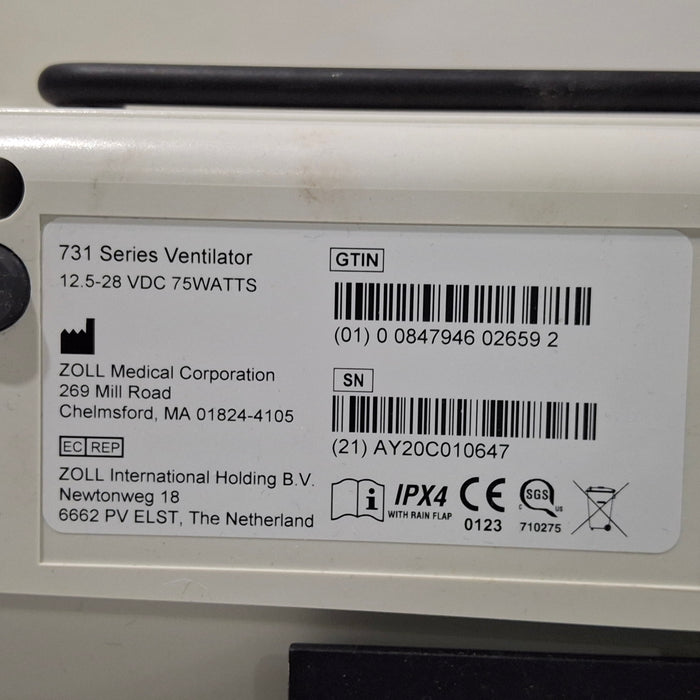 731 Series Ventilator
12.5-28 VDC 75WATTS
ZOLL Medical Corporation
269 Mill Road
Chelmsford, MA 01824-4105
EC REP
ZOLL International Holding B.V.
Newtonweg 18
6662 PV ELST, The Netherland
GTIN
(01) 0 0847946 02659 2
SN
(21) AY20C010647
i
IPX4
WITH RAIN FLAP
CE
0123
SGS
C US
710275